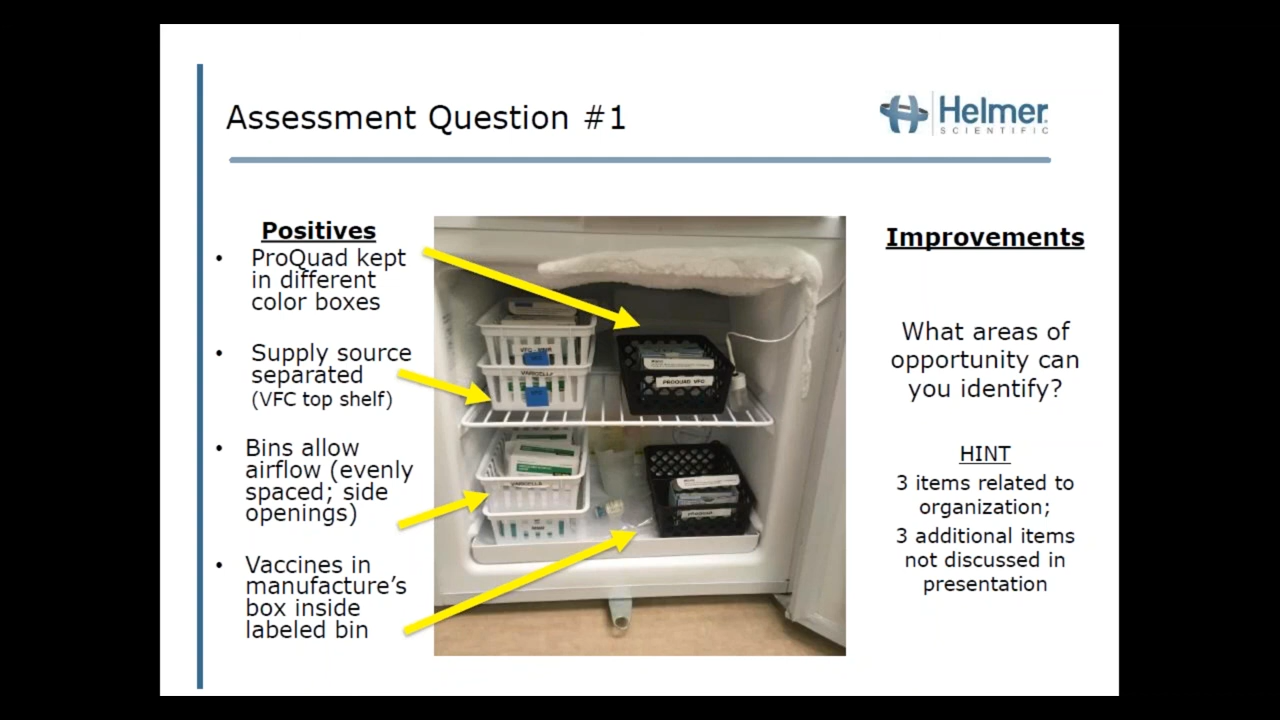 Assessment Question #1
Helmer
SCIENTIFIC
Positives
• ProQuad kept
in different
color boxes
• Supply source
separated
(VFC top shelf)
• Bins allow
airflow (evenly
spaced; side
openings)
• Vaccines in
manufacture’s
box inside
labeled bin
VFC
VARICELLA
VFC
PROQUAD VFC
VARICELLA
PROQUAD
Improvements
What areas of
opportunity can
you identify?
HINT
3 items related to
organization;
3 additional items
not discussed in
presentation